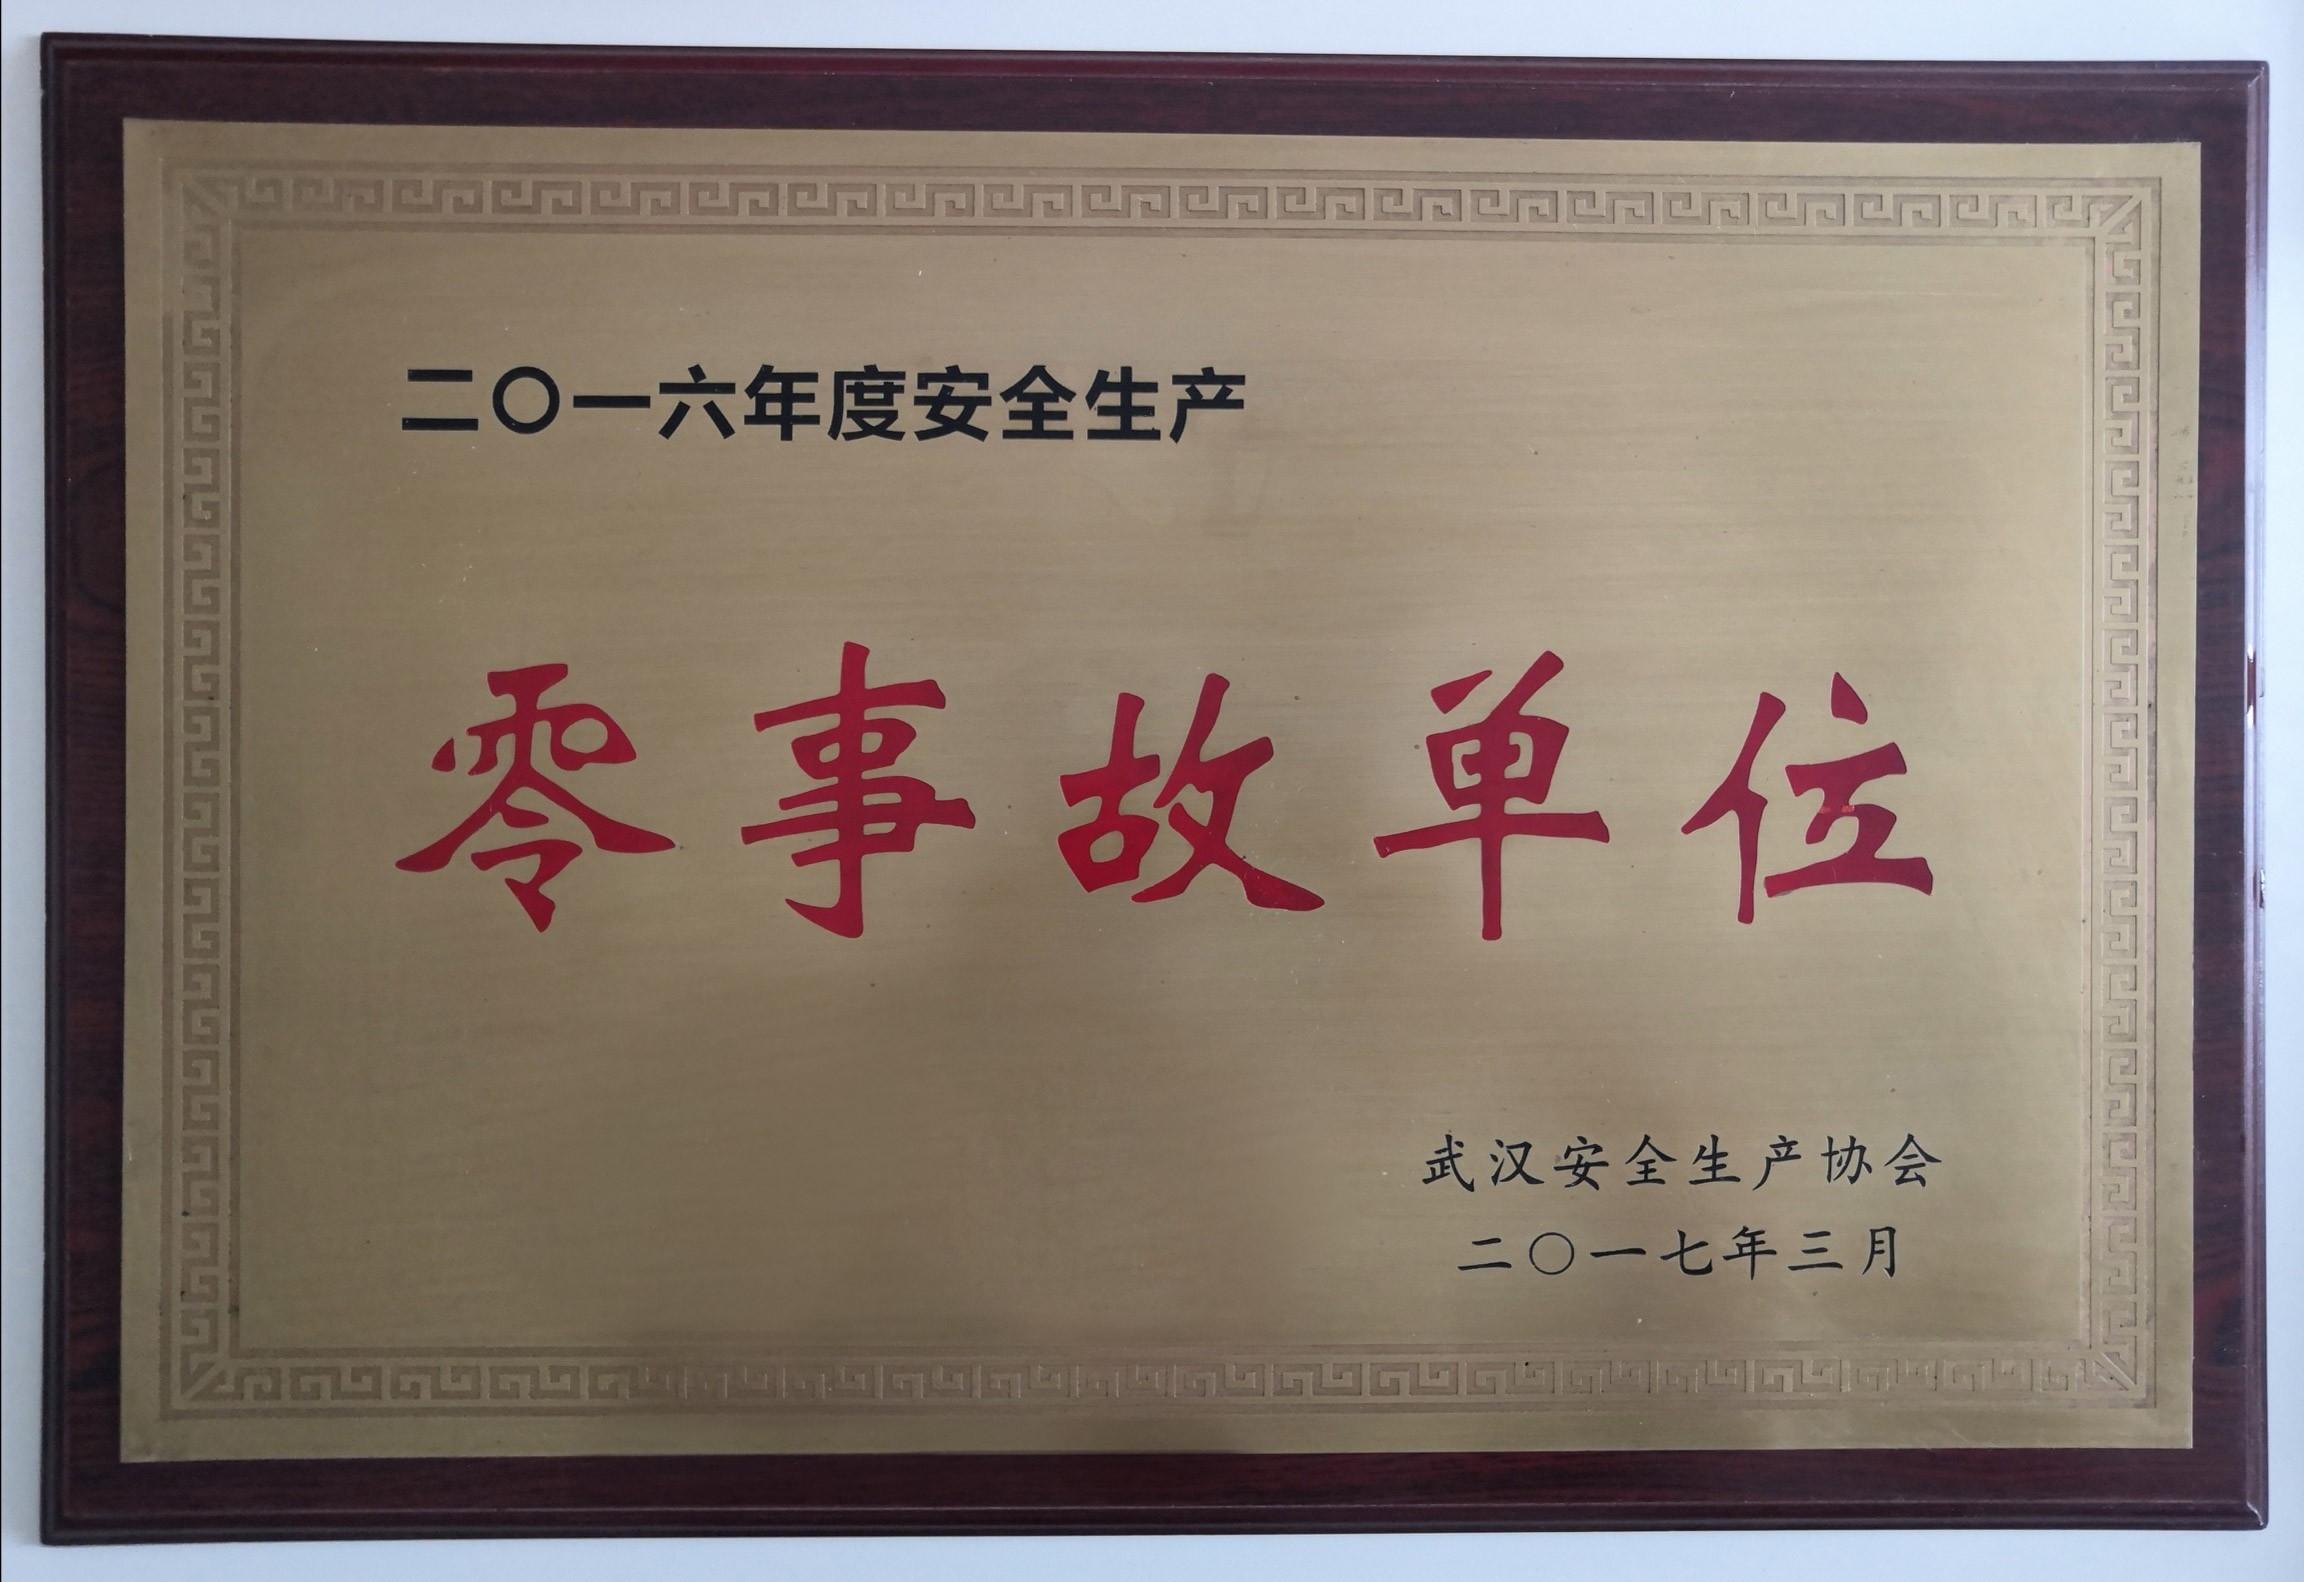 二〇一六年度安全生产
零事故单位
武汉安全生产协会
二〇一七年三月